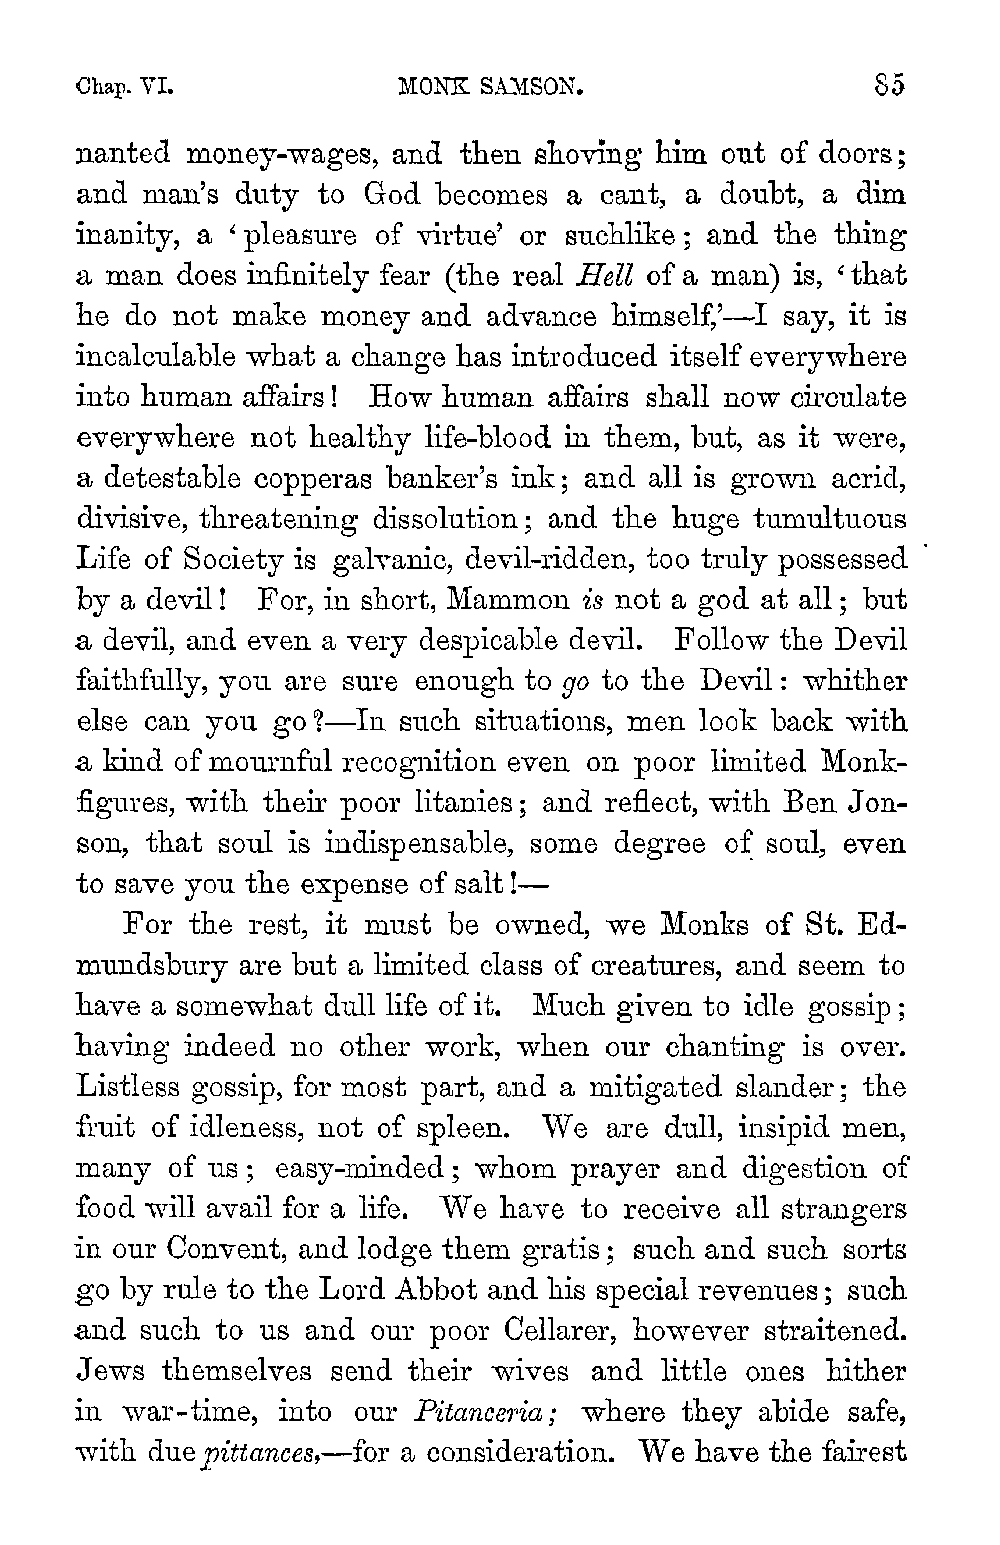 Chap. VI. MONK SAMSON. 85
nanted money-wages, and then shoving him out of doors;
and man's duty to God becomes a cant, a doubt, a dim
inanity, a ‘pleasure of virtue’ or suchlike; and the thing
a man does infinitely fear (the real Hell of a man) is, ‘that
he do not make money and advance himself,’—I say, it is
incalculable what a change has introduced itself everywhere
into human affairs! How human affairs shall now circulate
everywhere not healthy life-blood in them, but, as it were,
a detestable copperas banker's ink; and all is grown acrid,
divisive, threatening dissolution; and the huge tumultuous
Life of Society is galvanic, devil-ridden, too truly possessed
by a devil! For, in short, Mammon is not a god at all; but
a devil, and even a very despicable devil. Follow the Devil
faithfully, you are sure enough to go to the Devil: whither
else can you go?—In such situations, men look back with
a kind of mournful recognition even on poor limited Monk-
figures, with their poor litanies; and reflect, with Ben Jon-
son, that soul is indispensable, some degree of soul, even
to save you the expense of salt!—
For the rest, it must be owned, we Monks of St. Ed-
mundsbury are but a limited class of creatures, and seem to
have a somewhat dull life of it. Much given to idle gossip;
having indeed no other work, when our chanting is over.
Listless gossip, for most part, and a mitigated slander; the
fruit of idleness, not of spleen. We are dull, insipid men,
many of us; easy-minded; whom prayer and digestion of
food will avail for a life. We have to receive all strangers
in our Convent, and lodge them gratis; such and such sorts
go by rule to the Lord Abbot and his special revenues; such
and such to us and our poor Cellarer, however straitened.
Jews themselves send their wives and little ones hither
in war-time, into our Pitanceria; where they abide safe,
with due pittances,—for a consideration. We have the fairest